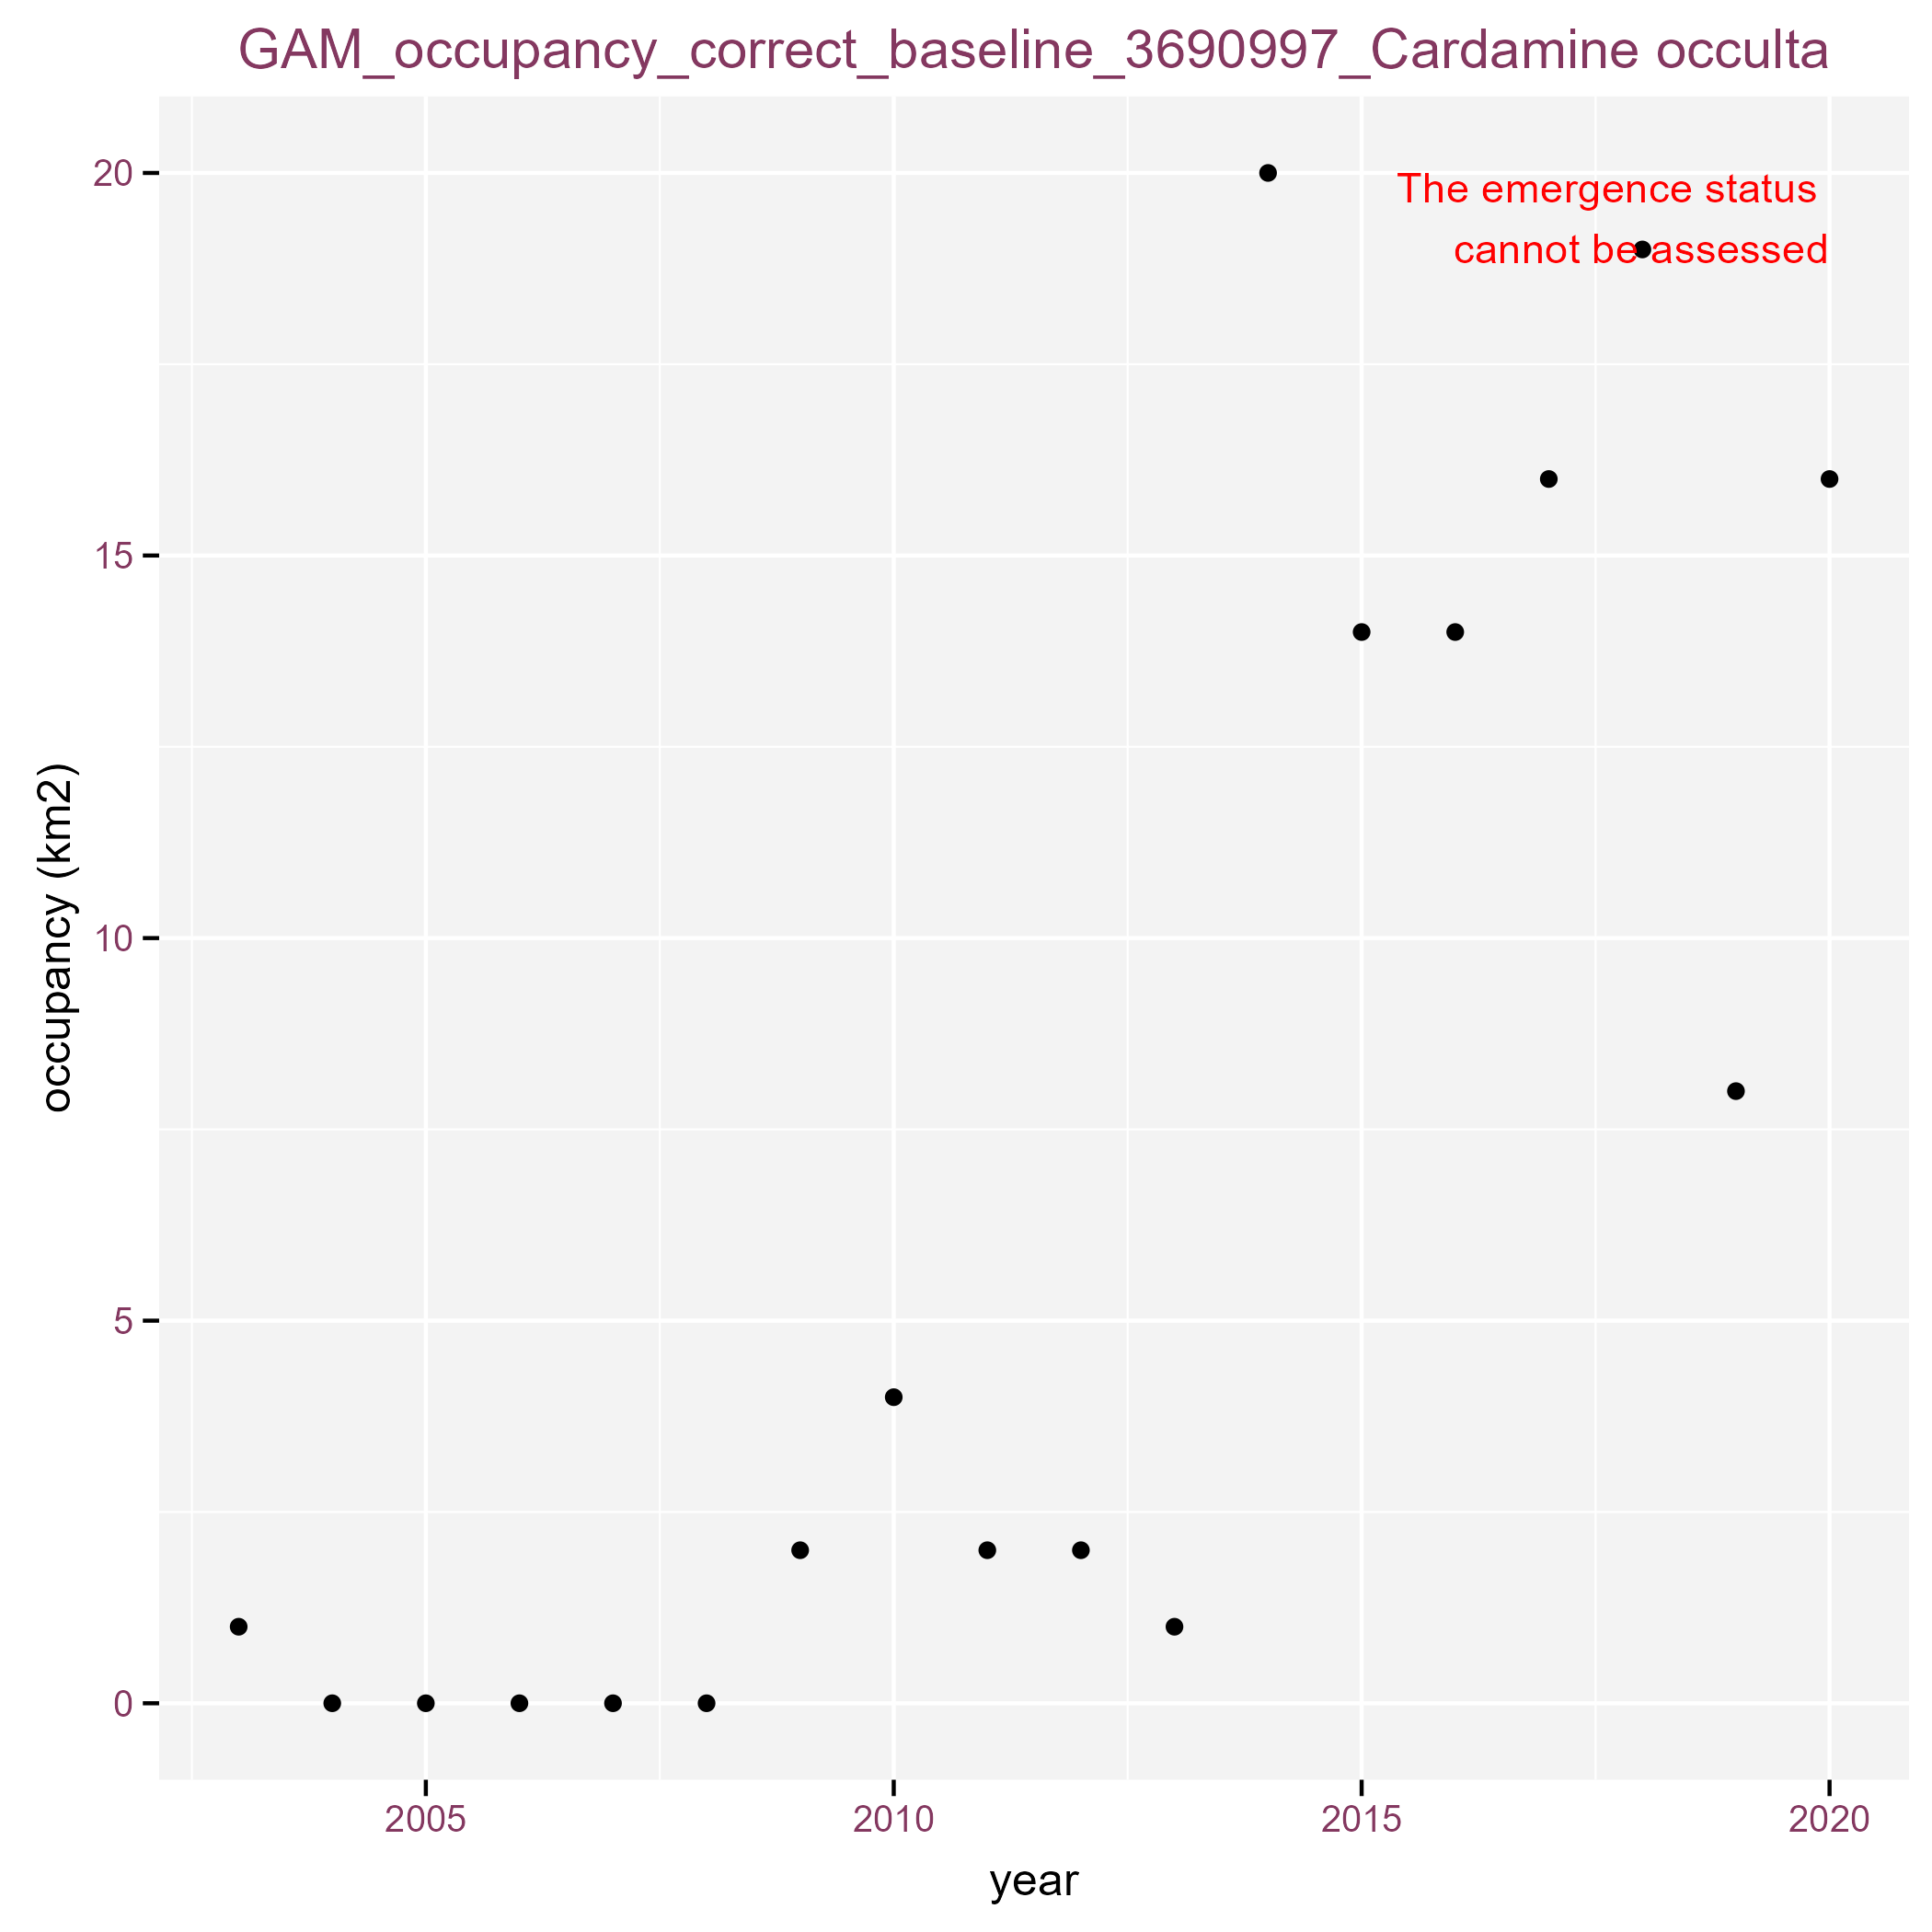 GAM_occupancy_correct_baseline_3690997_Cardamine occulta
The emergence status
cannot be assessed
20
15
10
5
0
occupancy (km2)
2005 2010 2015 2020
year